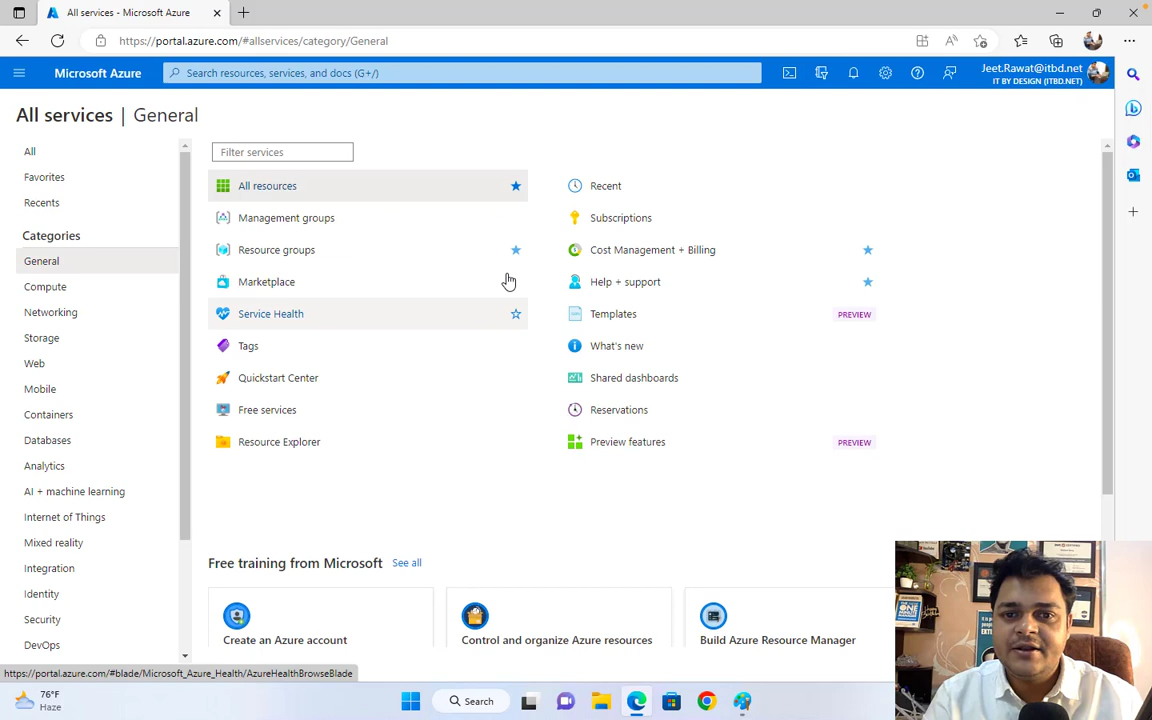 All services - Microsoft Azure
https://portal.azure.com/#allservices/category/General
Microsoft Azure
Search resources, services, and docs (G+/)
Jeet.Rawat@itbd.net
IT BY DESIGN (ITBD.NET)
All services | General
All
Favorites
Recents
Categories
General
Compute
Networking
Storage
Web
Mobile
Containers
Databases
Analytics
AI + machine learning
Internet of Things
Mixed reality
Integration
Identity
Security
DevOps
Filter services
All resources
Management groups
Resource groups
Marketplace
Service Health
Tags
Quickstart Center
Free services
Resource Explorer
Recent
Subscriptions
Cost Management + Billing
Help + support
Templates PREVIEW
What's new
Shared dashboards
Reservations
Preview features PREVIEW
Free training from Microsoft See all
Create an Azure account
Control and organize Azure resources
Build Azure Resource Manager
https://portal.azure.com/#blade/Microsoft_Azure_Health/AzureHealthBrowseBlade
76°F
Haze
Search